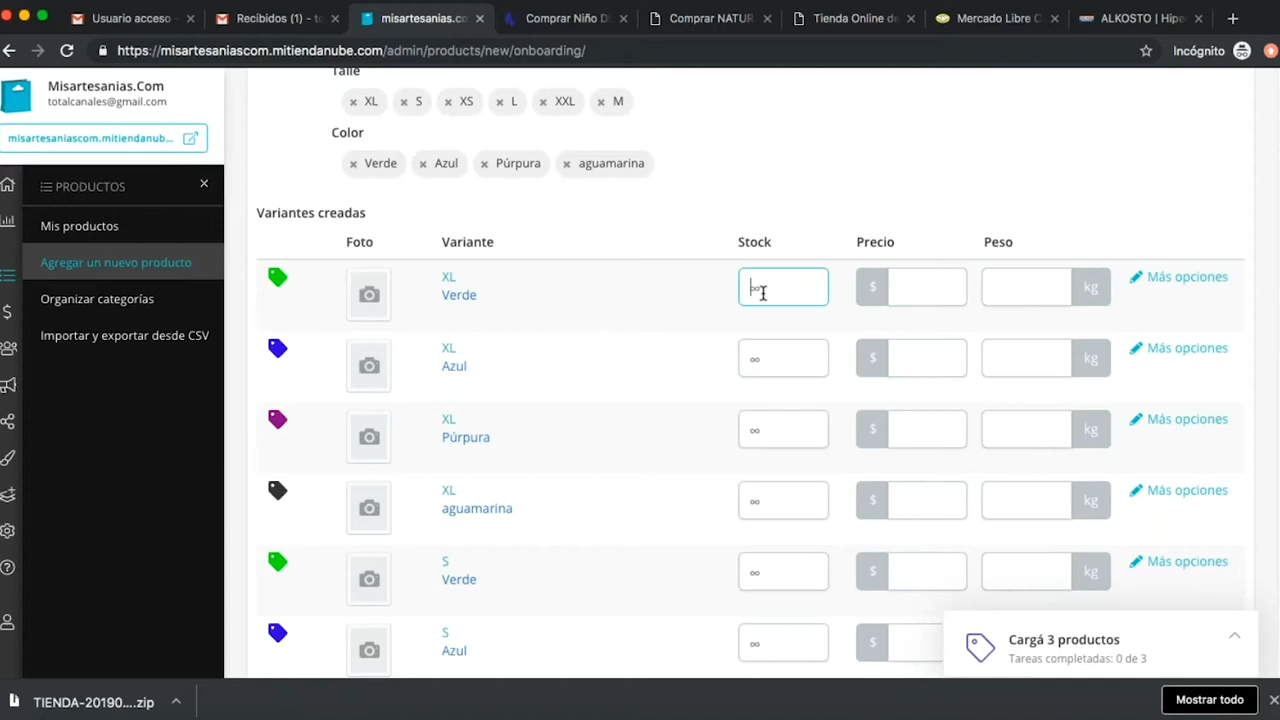 Usuario acceso
Recibidos (1) - to
misartesanias.co
Comprar Niño D
Comprar NATUR
Tienda Online de
Mercado Libre C
ALKOSTO | Hipe
https://misartesaniascom.mitiendanube.com/admin/products/new/onboarding/
Incógnito
Misartesanias.Com
totalcanales@gmail.com
misartesaniascom.mitiendanub...
PRODUCTOS
Mis productos
Agregar un nuevo producto
Organizar categorías
Importar y exportar desde CSV
Talle
XL S XS L XXL M
Color
Verde Azul Púrpura aguamarina
Variantes creadas
Foto Variante Stock Precio Peso
XL
Verde
∞ $ kg Más opciones
XL
Azul
∞ $ kg Más opciones
XL
Púrpura
∞ $ kg Más opciones
XL
aguamarina
∞ $ kg Más opciones
S
Verde
∞ $ kg Más opciones
S
Azul
∞ $
Cargá 3 productos
Tareas completadas: 0 de 3
TIENDA-20190....zip
Mostrar todo